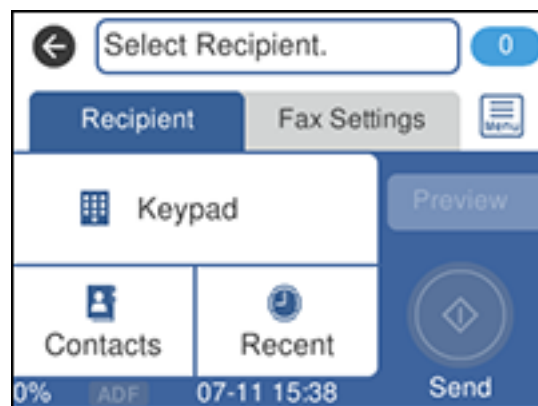 Select Recipient.
0
Recipient
Fax Settings
Menu
Keypad
Preview
Contacts
Recent
0%
ADF
07-11 15:38
Send